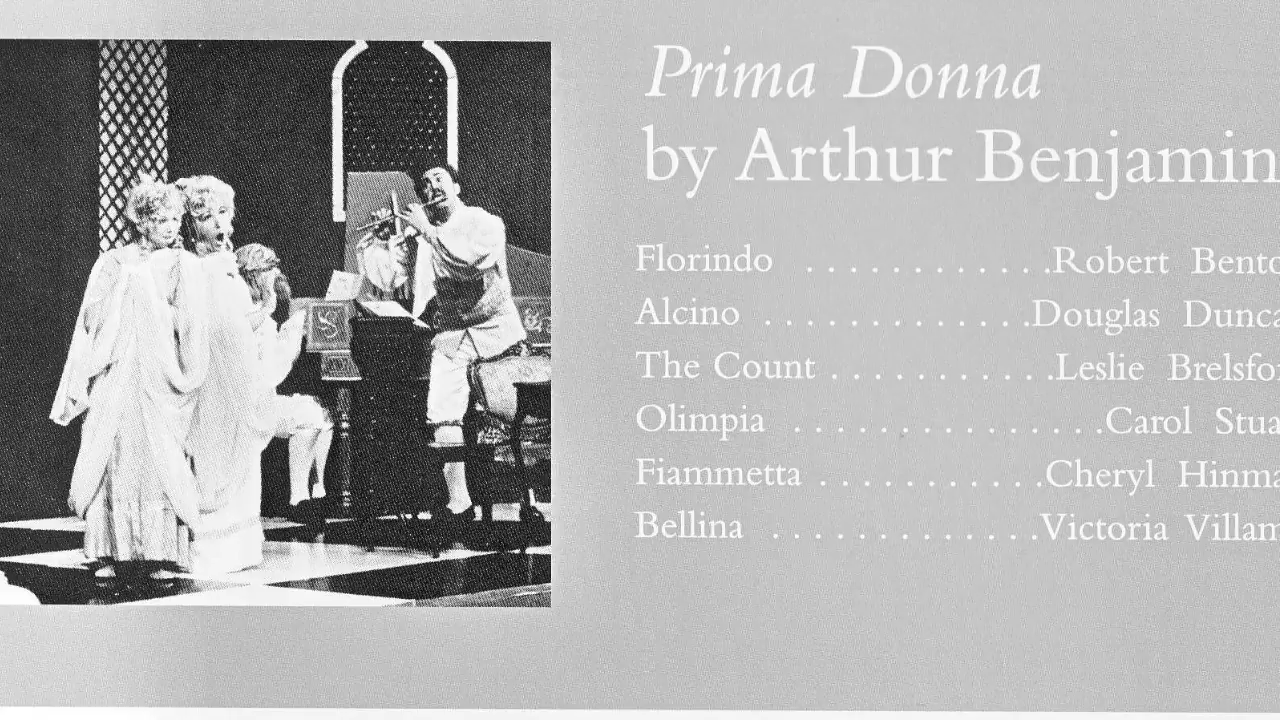 Prima Donna
by Arthur Benjamin
Florindo . . . . . . . . . . . . .Robert Bento
Alcino . . . . . . . . . . . . . .Douglas Dunca
The Count . . . . . . . . . . .Leslie Brelsfor
Olimpia . . . . . . . . . . . . . . . .Carol Stua
Fiammetta . . . . . . . . . . . .Cheryl Hinma
Bellina . . . . . . . . . . . . . .Victoria Villam